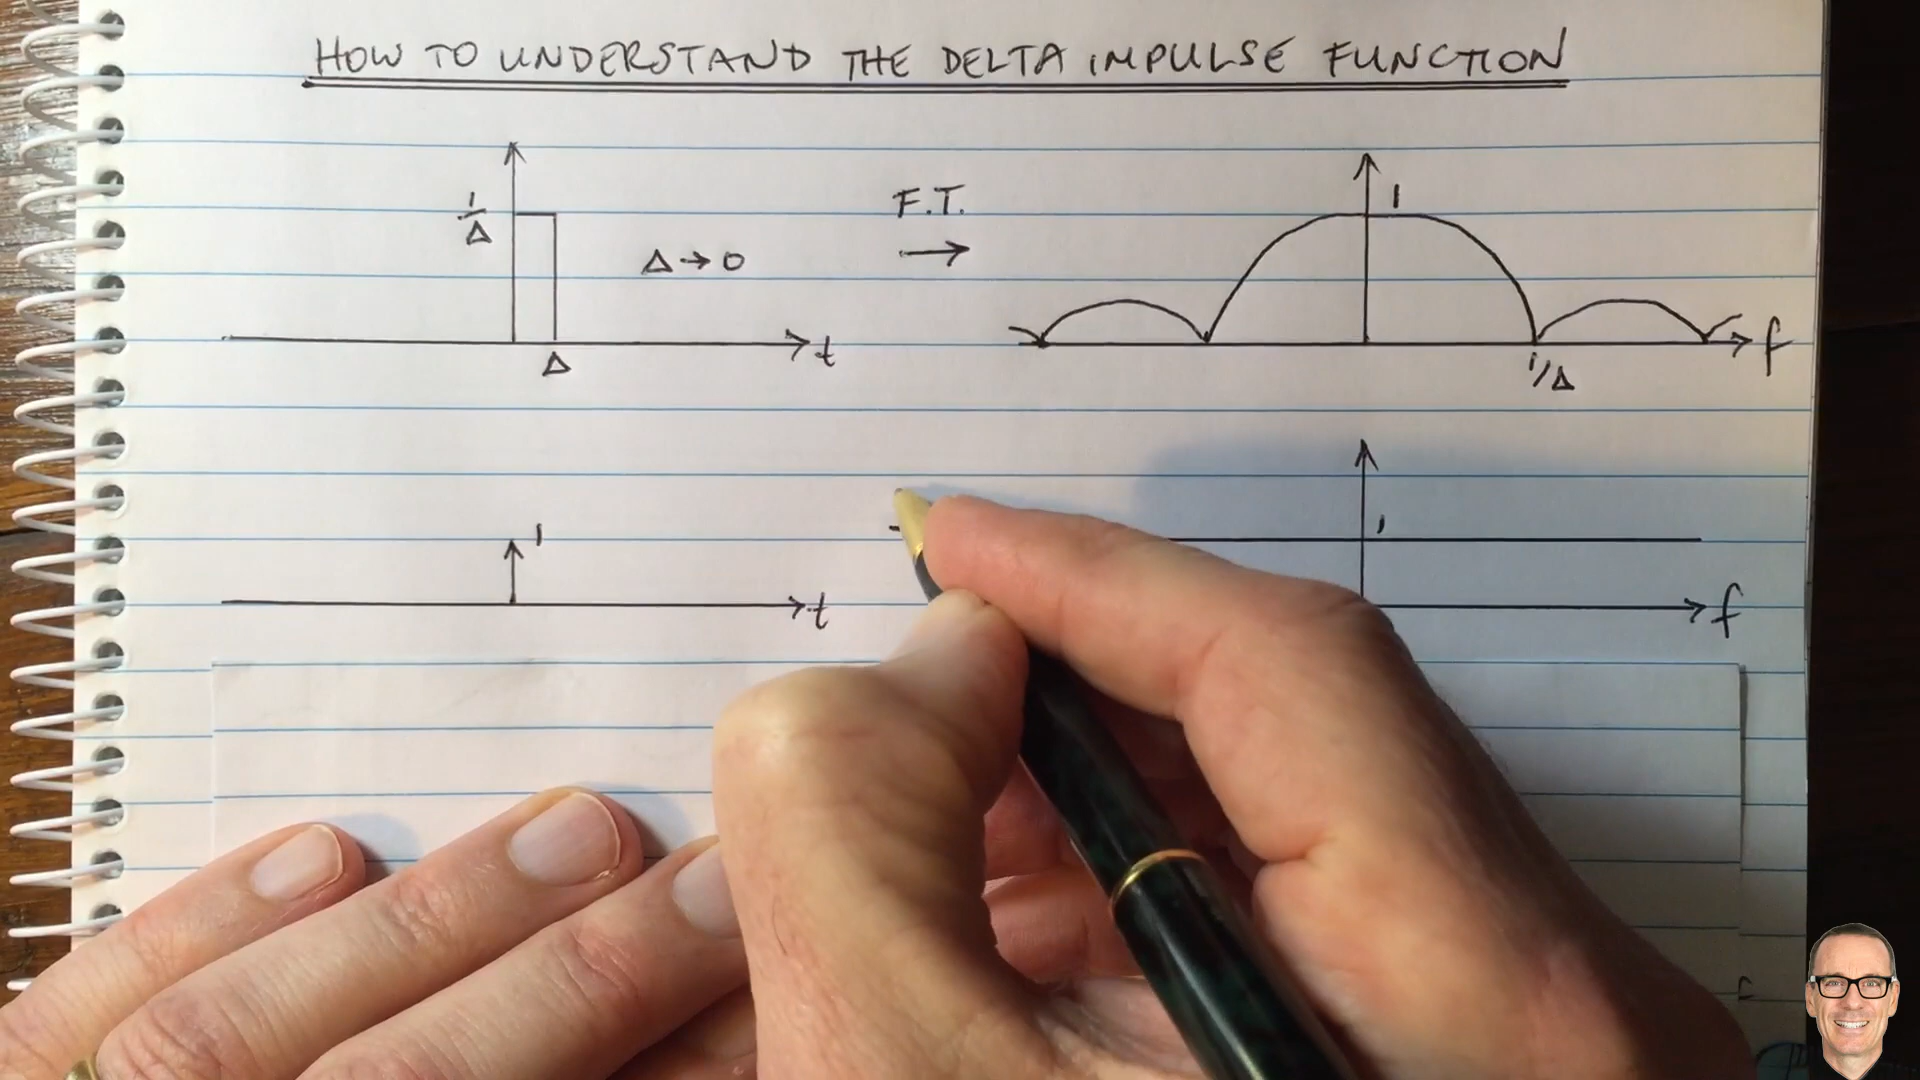 HOW TO UNDERSTAND THE DELTA IMPULSE FUNCTION
1/Δ
Δ → 0
Δ
t
F.T.
→
1
1/Δ
f
1
t
1
f